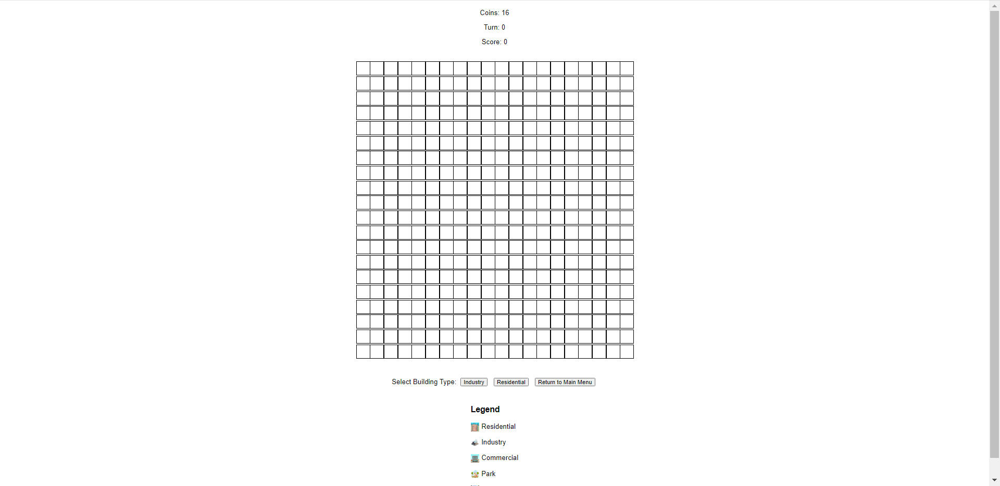 Coins: 16
Turn: 0
Score: 0
Select Building Type: Industry Residential Return to Main Menu
Legend
Residential
Industry
Commercial
Park